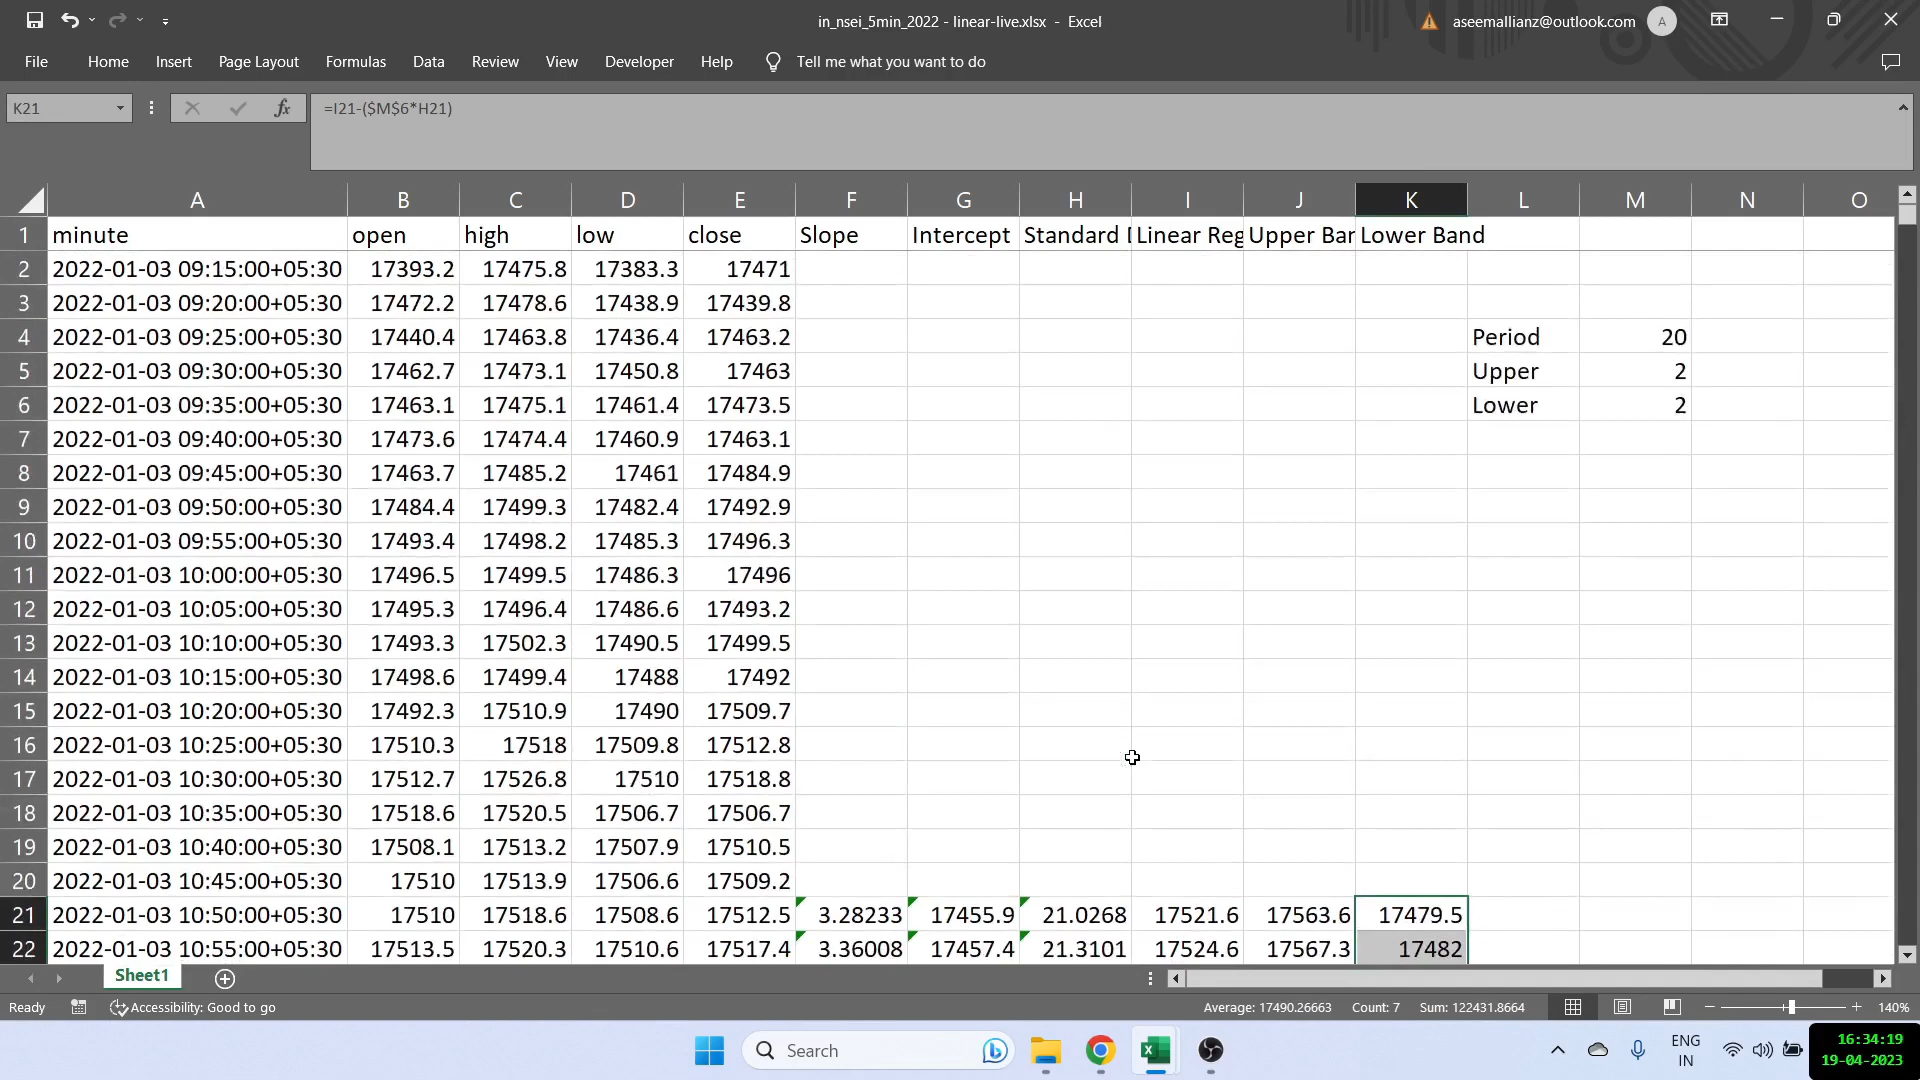 in_nsei_5min_2022 - linear-live.xlsx - Excel
aseemallianz@outlook.com A
File Home Insert Page Layout Formulas Data Review View Developer Help Tell me what you want to do
K21 fx =I21-($M$6*H21)
A B C D E F G H I J K L M N O
1 minute open high low close Slope Intercept Standard D Linear Reg Upper Ban Lower Band
2 2022-01-03 09:15:00+05:30 17393.2 17475.8 17383.3 17471
3 2022-01-03 09:20:00+05:30 17472.2 17478.6 17438.9 17439.8
4 2022-01-03 09:25:00+05:30 17440.4 17463.8 17436.4 17463.2 Period 20
5 2022-01-03 09:30:00+05:30 17462.7 17473.1 17450.8 17463 Upper 2
6 2022-01-03 09:35:00+05:30 17463.1 17475.1 17461.4 17473.5 Lower 2
7 2022-01-03 09:40:00+05:30 17473.6 17474.4 17460.9 17463.1
8 2022-01-03 09:45:00+05:30 17463.7 17485.2 17461 17484.9
9 2022-01-03 09:50:00+05:30 17484.4 17499.3 17482.4 17492.9
10 2022-01-03 09:55:00+05:30 17493.4 17498.2 17485.3 17496.3
11 2022-01-03 10:00:00+05:30 17496.5 17499.5 17486.3 17496
12 2022-01-03 10:05:00+05:30 17495.3 17496.4 17486.6 17493.2
13 2022-01-03 10:10:00+05:30 17493.3 17502.3 17490.5 17499.5
14 2022-01-03 10:15:00+05:30 17498.6 17499.4 17488 17492
15 2022-01-03 10:20:00+05:30 17492.3 17510.9 17490 17509.7
16 2022-01-03 10:25:00+05:30 17510.3 17518 17509.8 17512.8
17 2022-01-03 10:30:00+05:30 17512.7 17526.8 17510 17518.8
18 2022-01-03 10:35:00+05:30 17518.6 17520.5 17506.7 17506.7
19 2022-01-03 10:40:00+05:30 17508.1 17513.2 17507.9 17510.5
20 2022-01-03 10:45:00+05:30 17510 17513.9 17506.6 17509.2
21 2022-01-03 10:50:00+05:30 17510 17518.6 17508.6 17512.5 3.28233 17455.9 21.0268 17521.6 17563.6 17479.5
22 2022-01-03 10:55:00+05:30 17513.5 17520.3 17510.6 17517.4 3.36008 17457.4 21.3101 17524.6 17567.3 17482
Sheet1
Ready Accessibility: Good to go Average: 17490.26663 Count: 7 Sum: 122431.8664 140%
Search ENG IN 16:34:19
19-04-2023